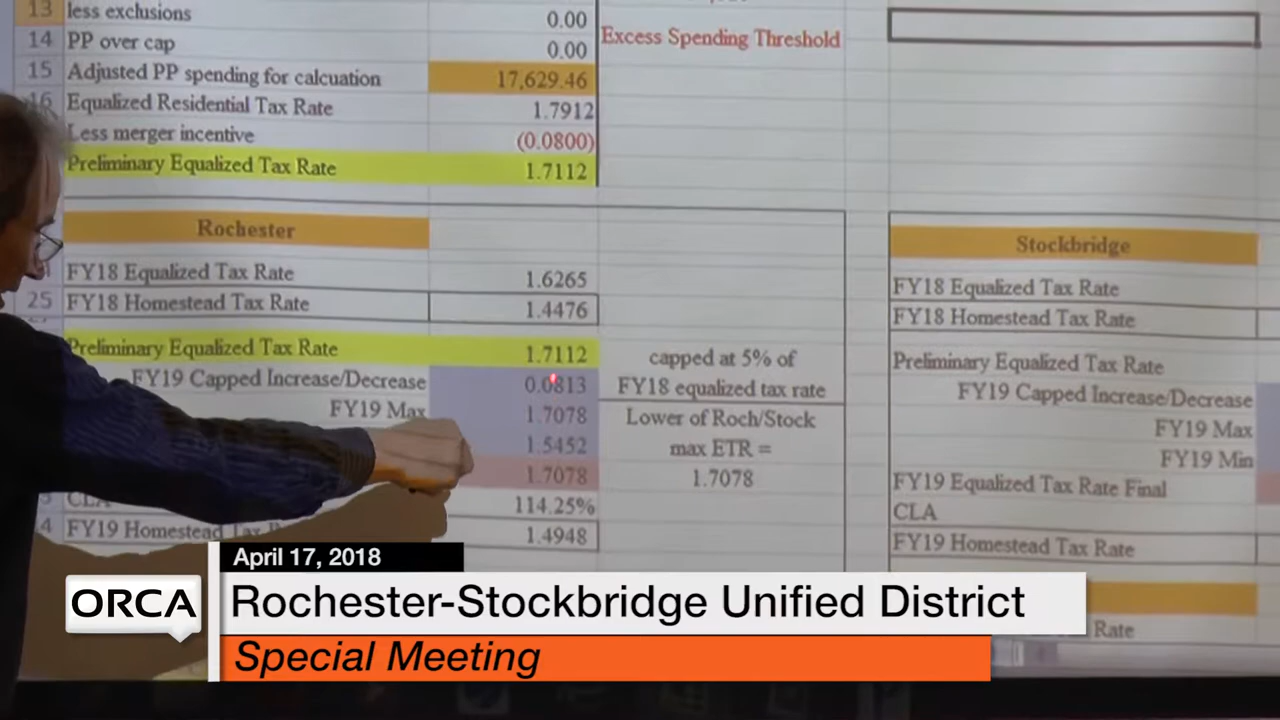 13 less exclusions 0.00
14 PP over cap 0.00 Excess Spending Threshold
15 Adjusted PP spending for calcuation 17,629.46
16 Equalized Residential Tax Rate 1.7912
Less merger incentive (0.0800)
Preliminary Equalized Tax Rate 1.7112
Rochester
Stockbridge
FY18 Equalized Tax Rate 1.6265
FY18 Equalized Tax Rate
25 FY18 Homestead Tax Rate 1.4476
FY18 Homestead Tax Rate
Preliminary Equalized Tax Rate 1.7112 capped at 5% of
Preliminary Equalized Tax Rate
FY19 Capped Increase/Decrease 0.0813 FY18 equalized tax rate
FY19 Capped Increase/Decrease
FY19 Max 1.7078 Lower of Roch/Stock
FY19 Max
1.5452 max ETR =
FY19 Min
1.7078 1.7078
FY19 Equalized Tax Rate Final
CLA 114.25%
CLA
4 FY19 Homestead Tax 1.4948
FY19 Homestead Tax Rate
Rate
April 17, 2018
ORCA
Rochester-Stockbridge Unified District
Special Meeting